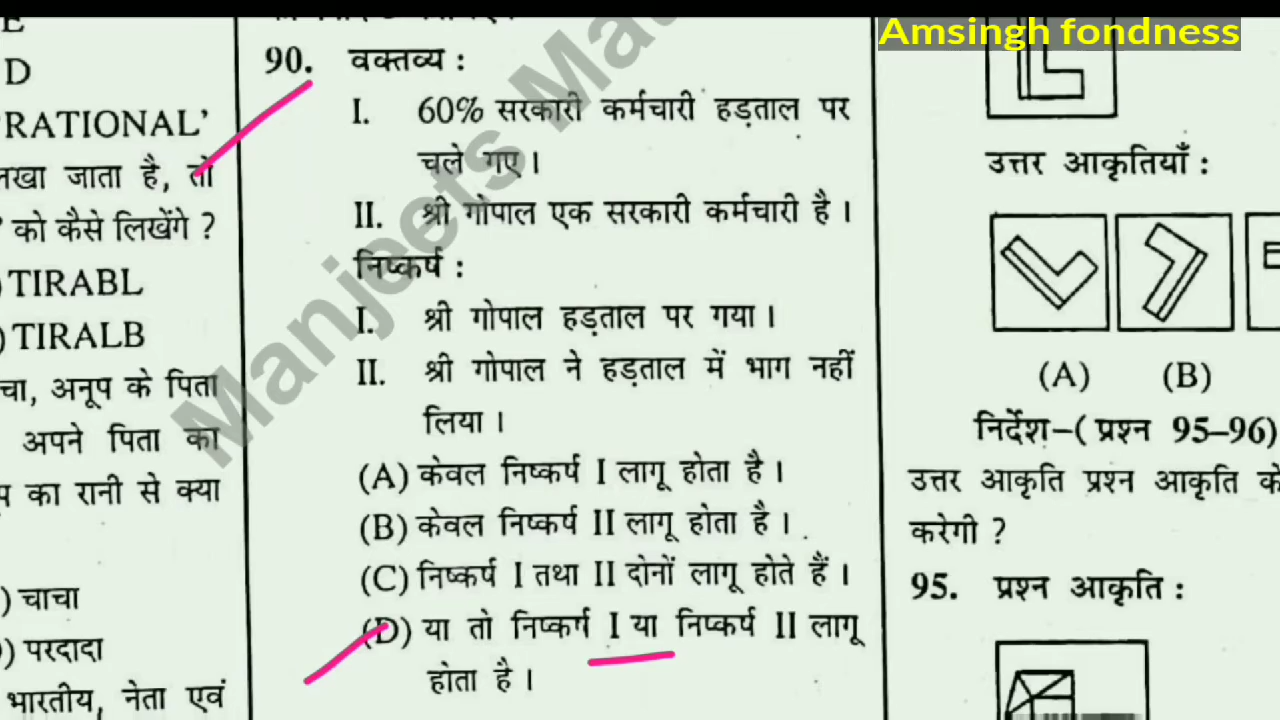 Amsingh fondness
E
D
RATIONAL'
लिखा जाता है, तो
को कैसे लिखेंगे ?
TIRABL
) TIRALB
चा, अनूप के पिता
अपने पिता का
का रानी से क्या
) चाचा
) परदादा
भारतीय, नेता एवं
90. वक्तव्य :
I. 60% सरकारी कर्मचारी हड़ताल पर
चले गए।
II. श्री गोपाल एक सरकारी कर्मचारी है।
निष्कर्ष :
I. श्री गोपाल हड़ताल पर गया।
II. श्री गोपाल ने हड़ताल में भाग नहीं
लिया।
(A) केवल निष्कर्ष I लागू होता है।
(B) केवल निष्कर्ष II लागू होता है।
(C) निष्कर्ष I तथा II दोनों लागू होते हैं।
(D) या तो निष्कर्ष I या निष्कर्ष II लागू
होता है।
उत्तर आकृतियाँ :
(A) (B)
निर्देश-( प्रश्न 95-96)
उत्तर आकृति प्रश्न आकृति
करेगी ?
95. प्रश्न आकृति :
Manjeets